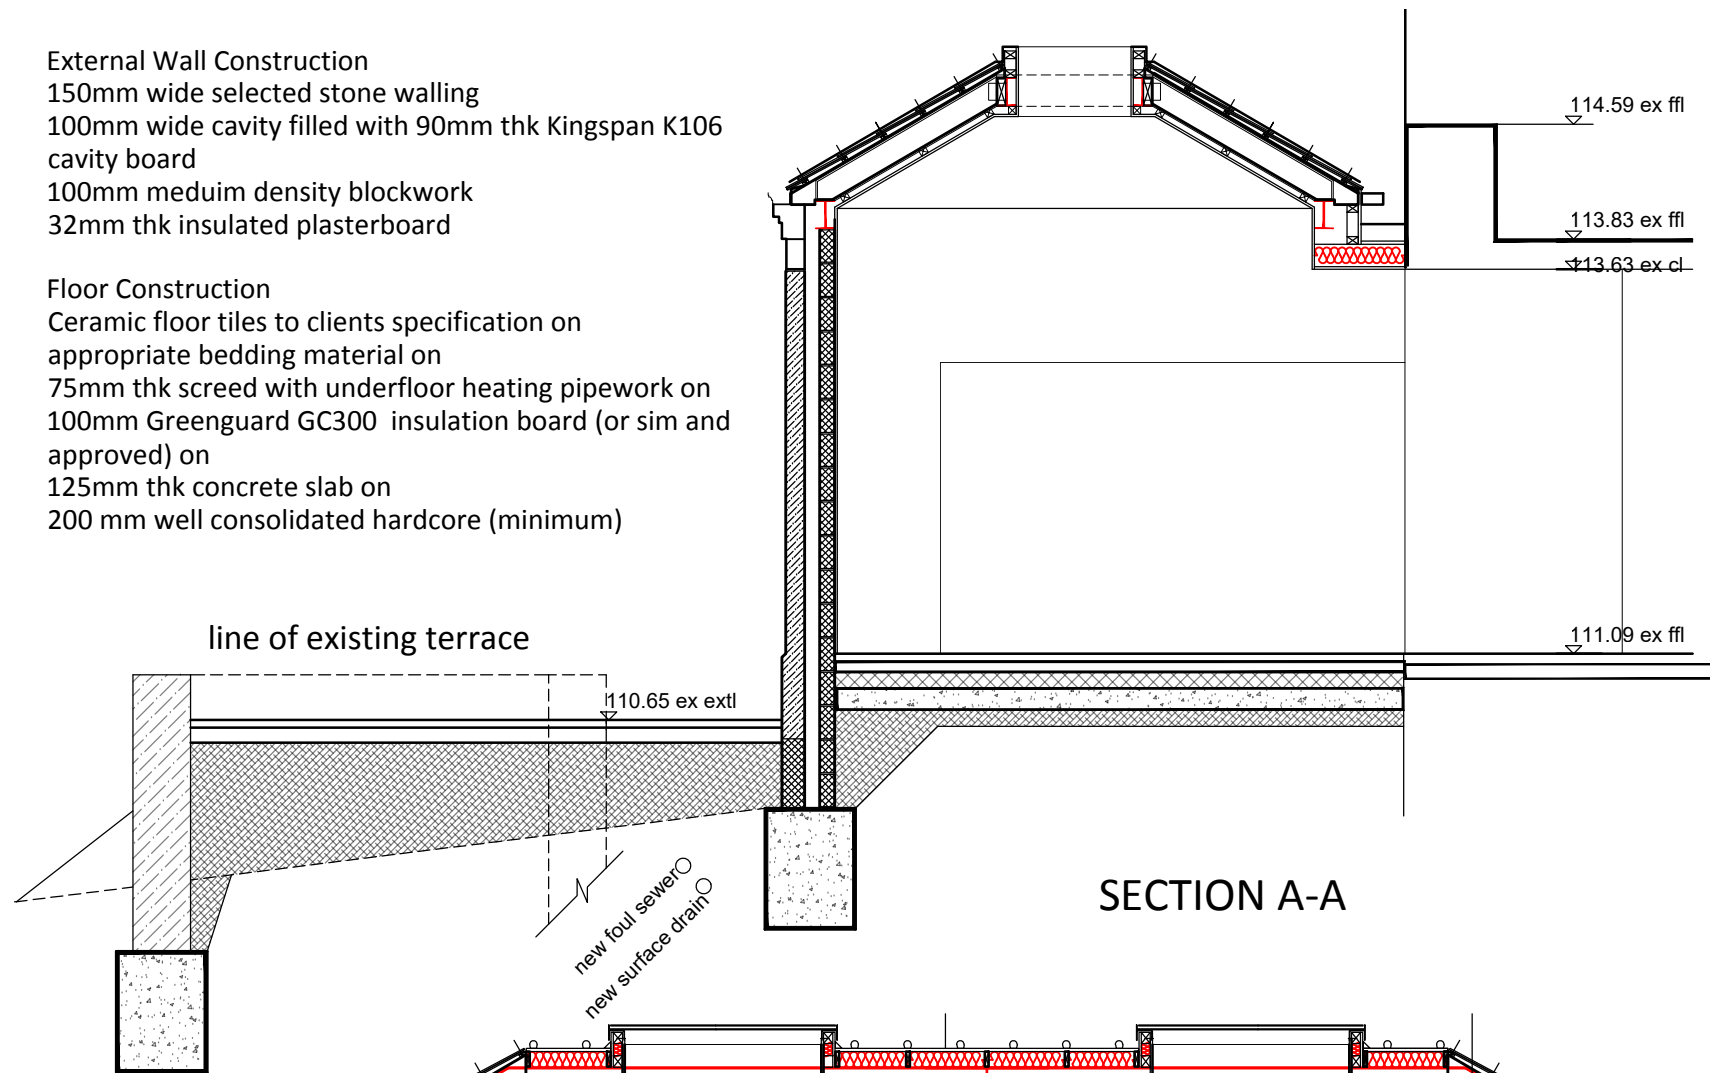 External Wall Construction
150mm wide selected stone walling
100mm wide cavity filled with 90mm thk Kingspan K106
cavity board
100mm meduim density blockwork
32mm thk insulated plasterboard
Floor Construction
Ceramic floor tiles to clients specification on
appropriate bedding material on
75mm thk screed with underfloor heating pipework on
100mm Greenguard GC300  insulation board (or sim and
approved) on
125mm thk concrete slab on
200 mm well consolidated hardcore (minimum)
114.59 ex ffl
113.83 ex ffl
113.63 ex cl
line of existing terrace
111.09 ex ffl
110.65 ex extl
new foul sewer
new surface drain
SECTION A-A